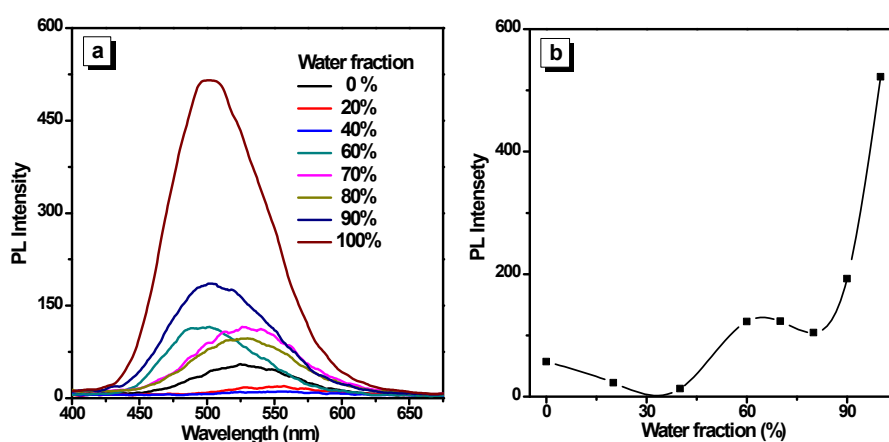 a
600
450
300
150
0
PL Intensity
400 450 500 550 600 650
Wavelength (nm)
Water fraction
0 %
20%
40%
60%
70%
80%
90%
100%
b
600
400
200
0
PL Intensety
0 30 60 90
Water fraction (%)